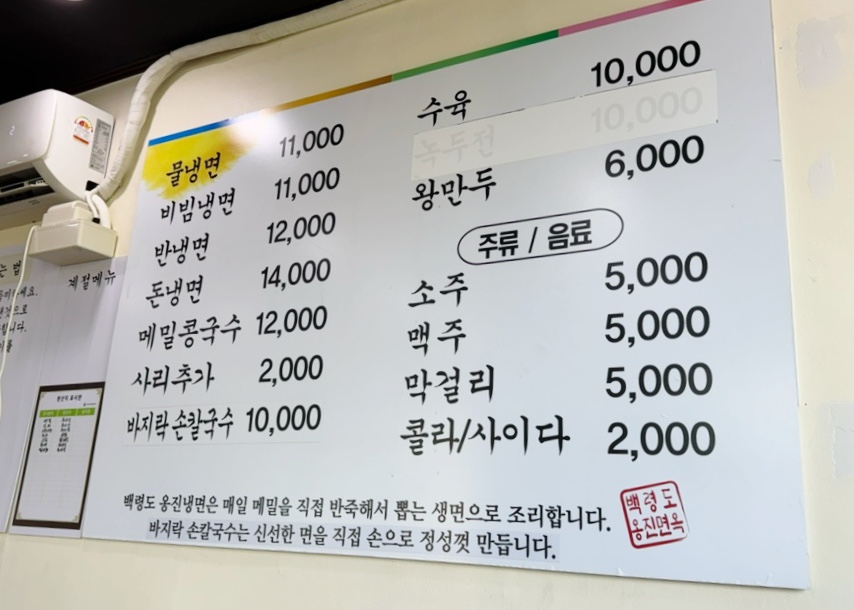 물냉면 11,000
비빔냉면 11,000
반냉면 12,000
돈냉면 14,000
메밀콩국수 12,000
사리추가 2,000
바지락 손칼국수 10,000
수육 10,000
녹두전 10,000
왕만두 6,000
주류 / 음료
소주 5,000
맥주 5,000
막걸리 5,000
콜라/사이다 2,000
백령도 옹진냉면은 매일 메밀을 직접 반죽해서 뽑는 생면으로 조리합니다.
바지락 손칼국수는 신선한 면을 직접 손으로 정성껏 만듭니다.
백령도
옹진면옥
계절메뉴